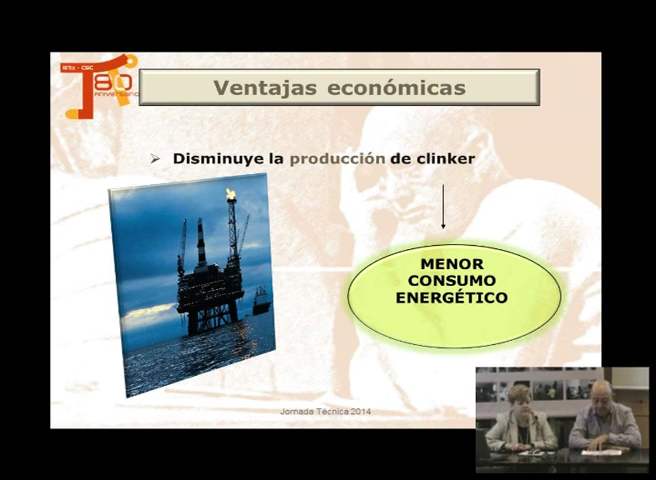 IETcc - CSIC
80
ANIVERSARIO
Ventajas económicas
➢ Disminuye la producción de clinker
MENOR
CONSUMO
ENERGÉTICO
Jornada Técnica 2014